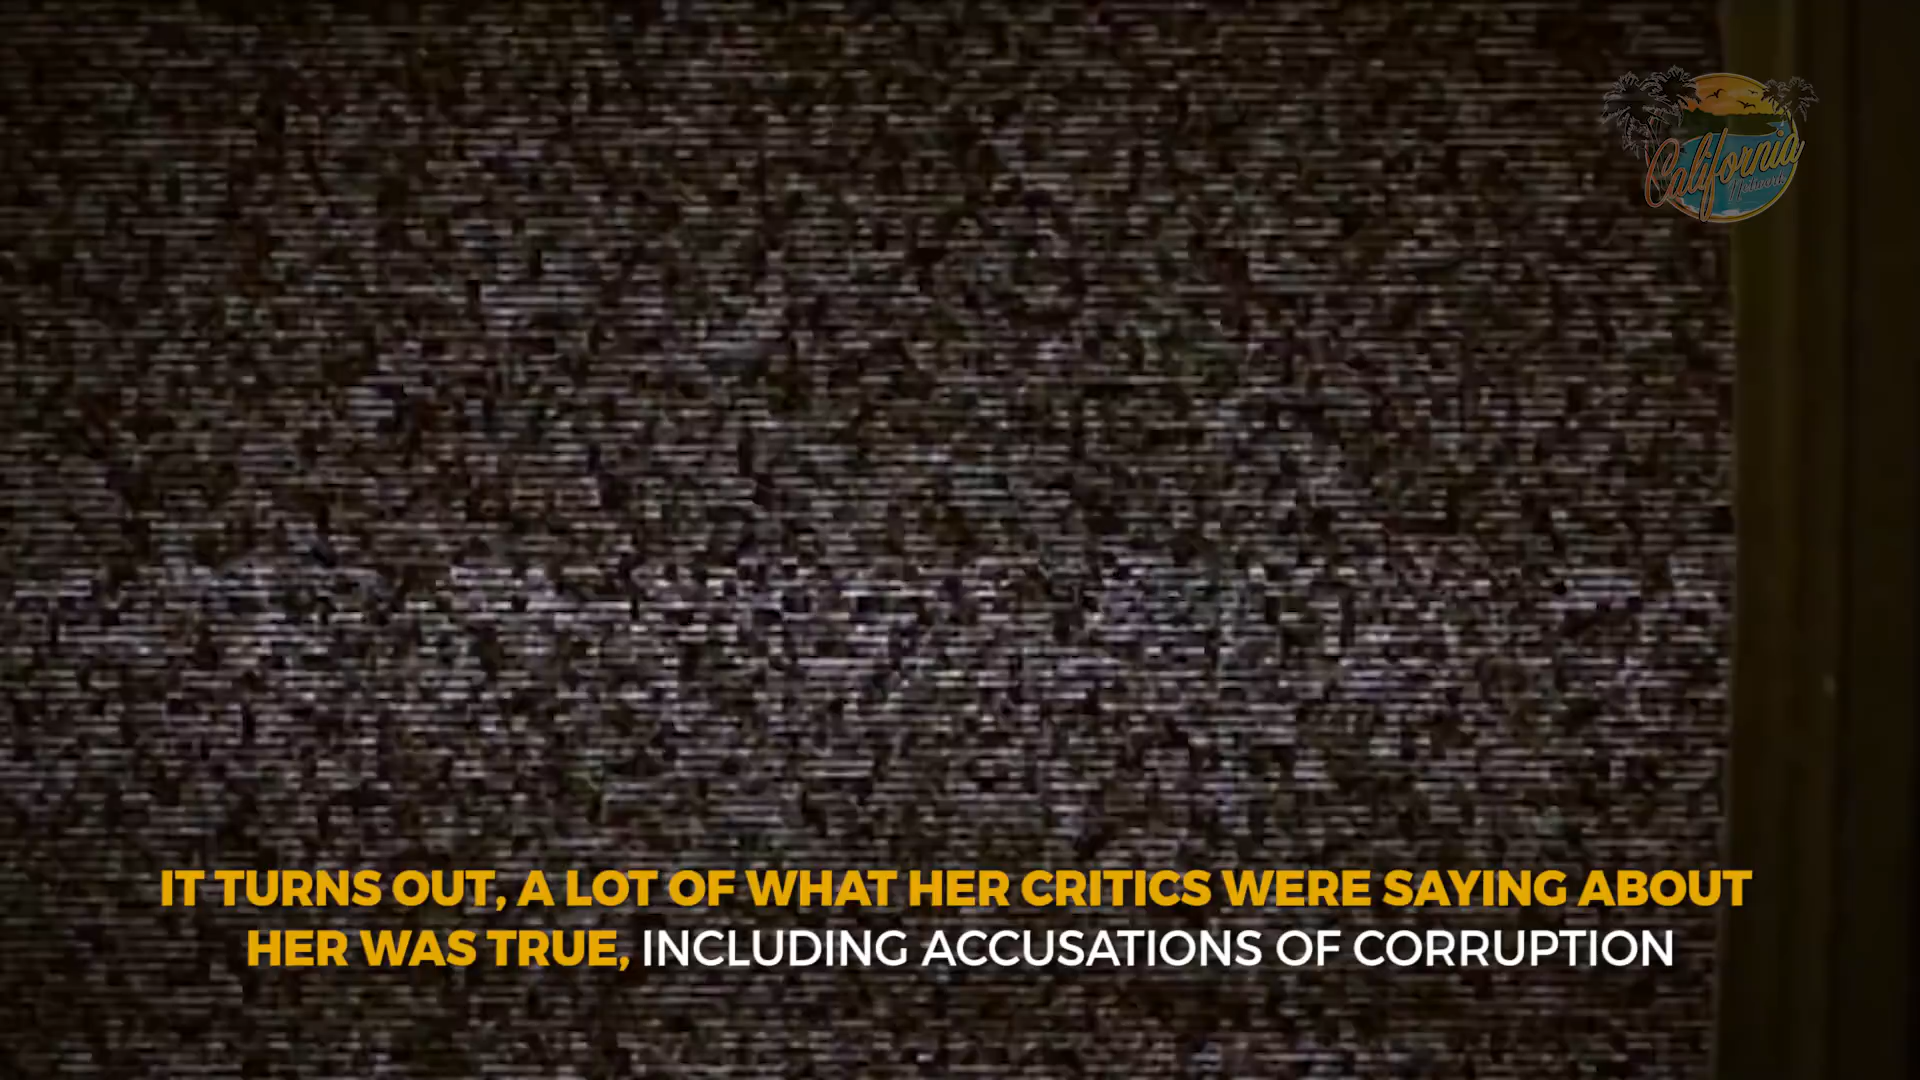 California
Network
IT TURNS OUT, A LOT OF WHAT HER CRITICS WERE SAYING ABOUT
HER WAS TRUE, INCLUDING ACCUSATIONS OF CORRUPTION